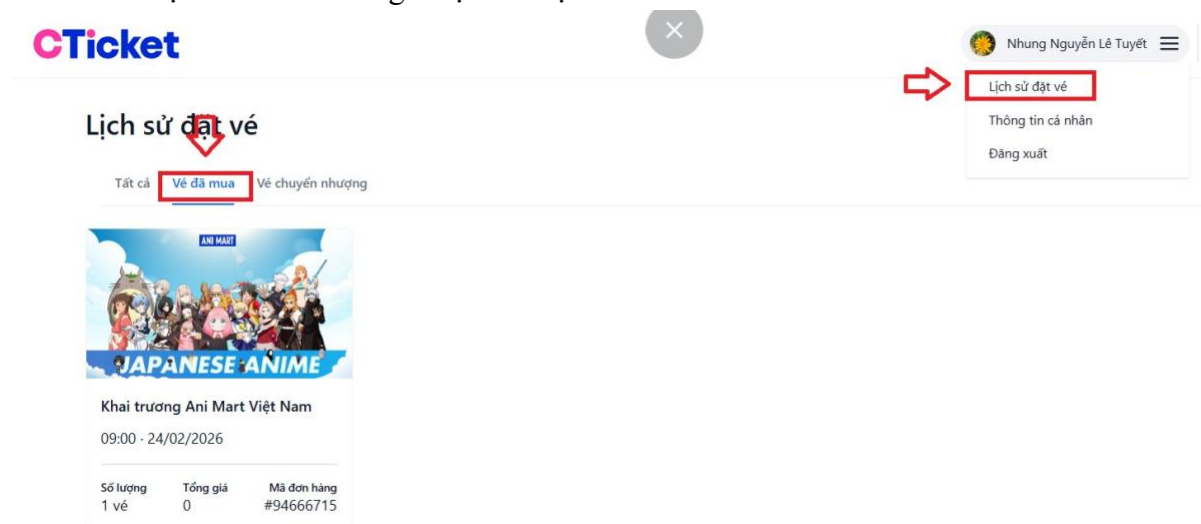 CTicket
Nhung Nguyễn Lê Tuyết
Lịch sử đặt vé
Thông tin cá nhân
Đăng xuất
Lịch sử đặt vé
Tất cả Vé đã mua Vé chuyển nhượng
ANI MART
JAPANESE ANIME
Khai trương Ani Mart Việt Nam
09:00 · 24/02/2026
Số lượng Tổng giá Mã đơn hàng
1 vé 0 #94666715